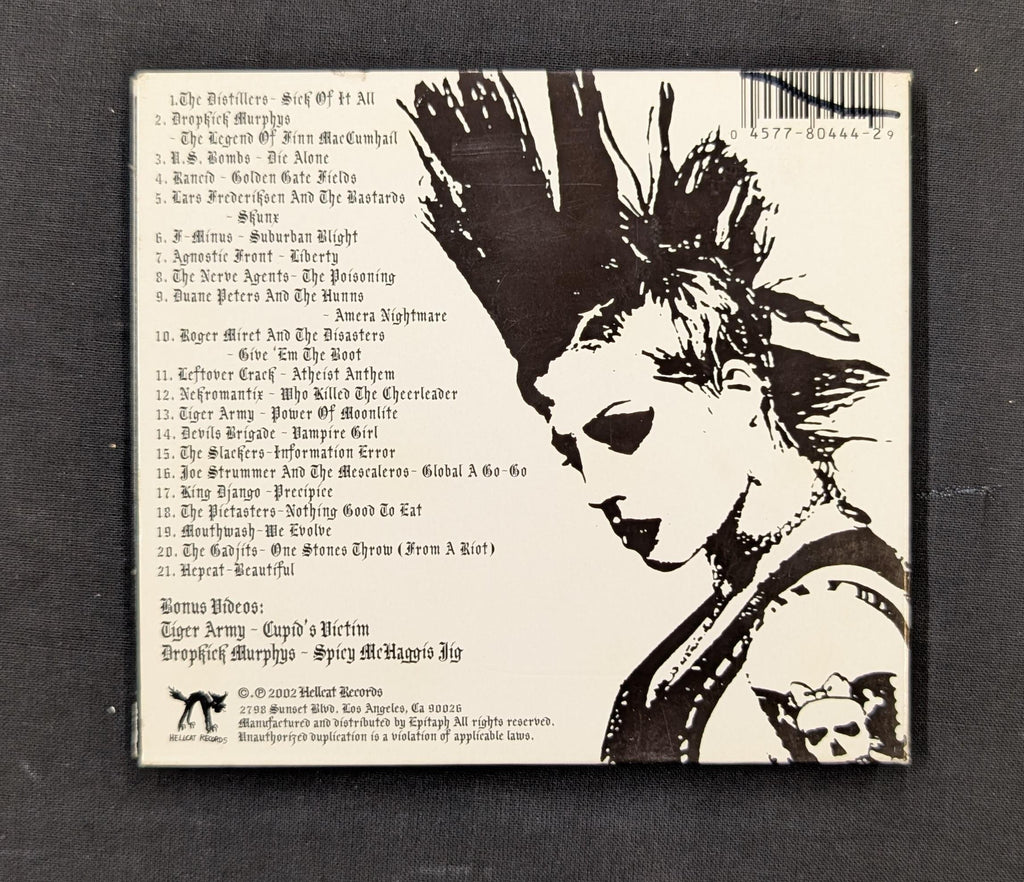 1.The Distillers- Sick Of It All
2. Dropkick Murphys
- The Legend Of Finn MacCumhail
3. U.S. Bombs - Die Alone
4. Rancid - Golden Gate Fields
5. Lars Frederiksen And The Bastards
- Skunx
6. F-Minus - Suburban Blight
7. Agnostic Front - Liberty
8. The Nerve Agents- The Poisoning
9. Duane Peters And The Hunns
- Amera Nightmare
10. Roger Miret And The Disasters
- Give 'Em The Boot
11. Leftover Crack - Atheist Anthem
12. Nekromantix - Who Killed The Cheerleader
13. Tiger Army - Power Of Moonlite
14. Devils Brigade - Vampire Girl
15. The Slackers-Information Error
16. Joe Strummer And The Mescaleros- Global A Go-Go
17. King Django -Precipice
18. The Pietasters-Nothing Good To Eat
19. Mouthwash-We Evolve
20. The Gadjits- One Stones Throw (From A Riot)
21. Hepcat-Beautiful
Bonus Videos:
Tiger Army - Cupid's Victim
Dropkick Murphys - Spicy McHaggis Jig
©.℗ 2002 Hellcat Records
2798 Sunset Blvd. Los Angeles, Ca 90026
Manufactured and distributed by Epitaph All rights reserved.
Unauthorized duplication is a violation of applicable laws.
HELLCAT RECORDS
0 4577-80444-2 9